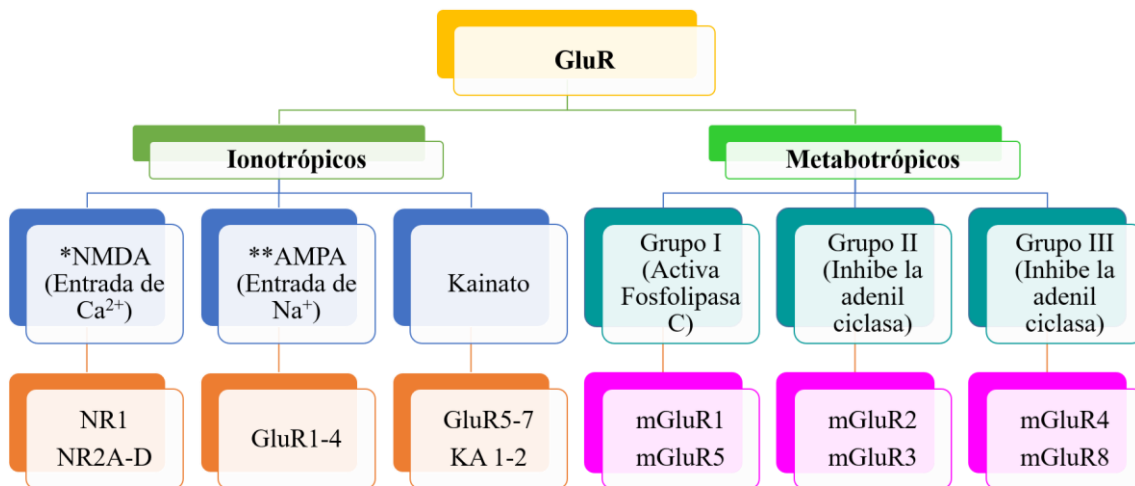 GluR
Ionotrópicos
Metabotrópicos
*NMDA
(Entrada de
Ca²⁺)
**AMPA
(Entrada de
Na⁺)
Kainato
Grupo I
(Activa
Fosfolipasa
C)
Grupo II
(Inhibe la
adenil
ciclasa)
Grupo III
(Inhibe la
adenil
ciclasa)
NR1
NR2A-D
GluR1-4
GluR5-7
KA 1-2
mGluR1
mGluR5
mGluR2
mGluR3
mGluR4
mGluR8